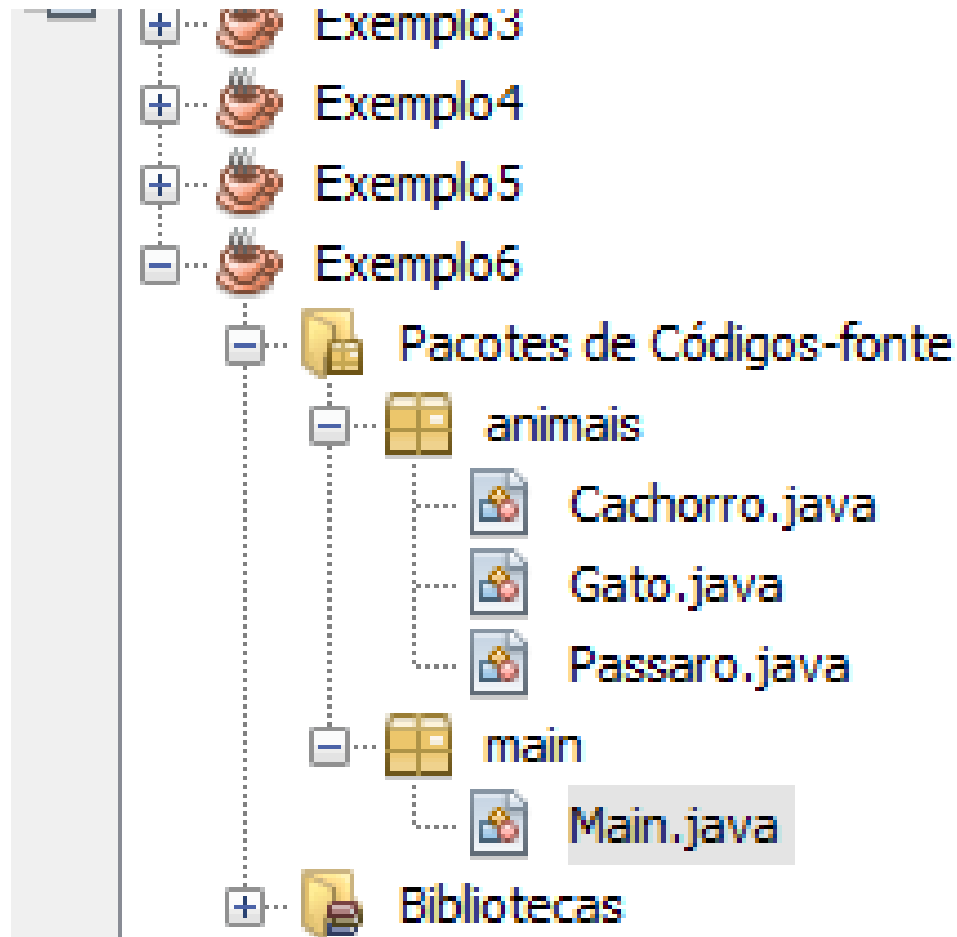 Exemplo3
Exemplo4
Exemplo5
Exemplo6
Pacotes de Códigos-fonte
animais
Cachorro.java
Gato.java
Passaro.java
main
Main.java
Bibliotecas